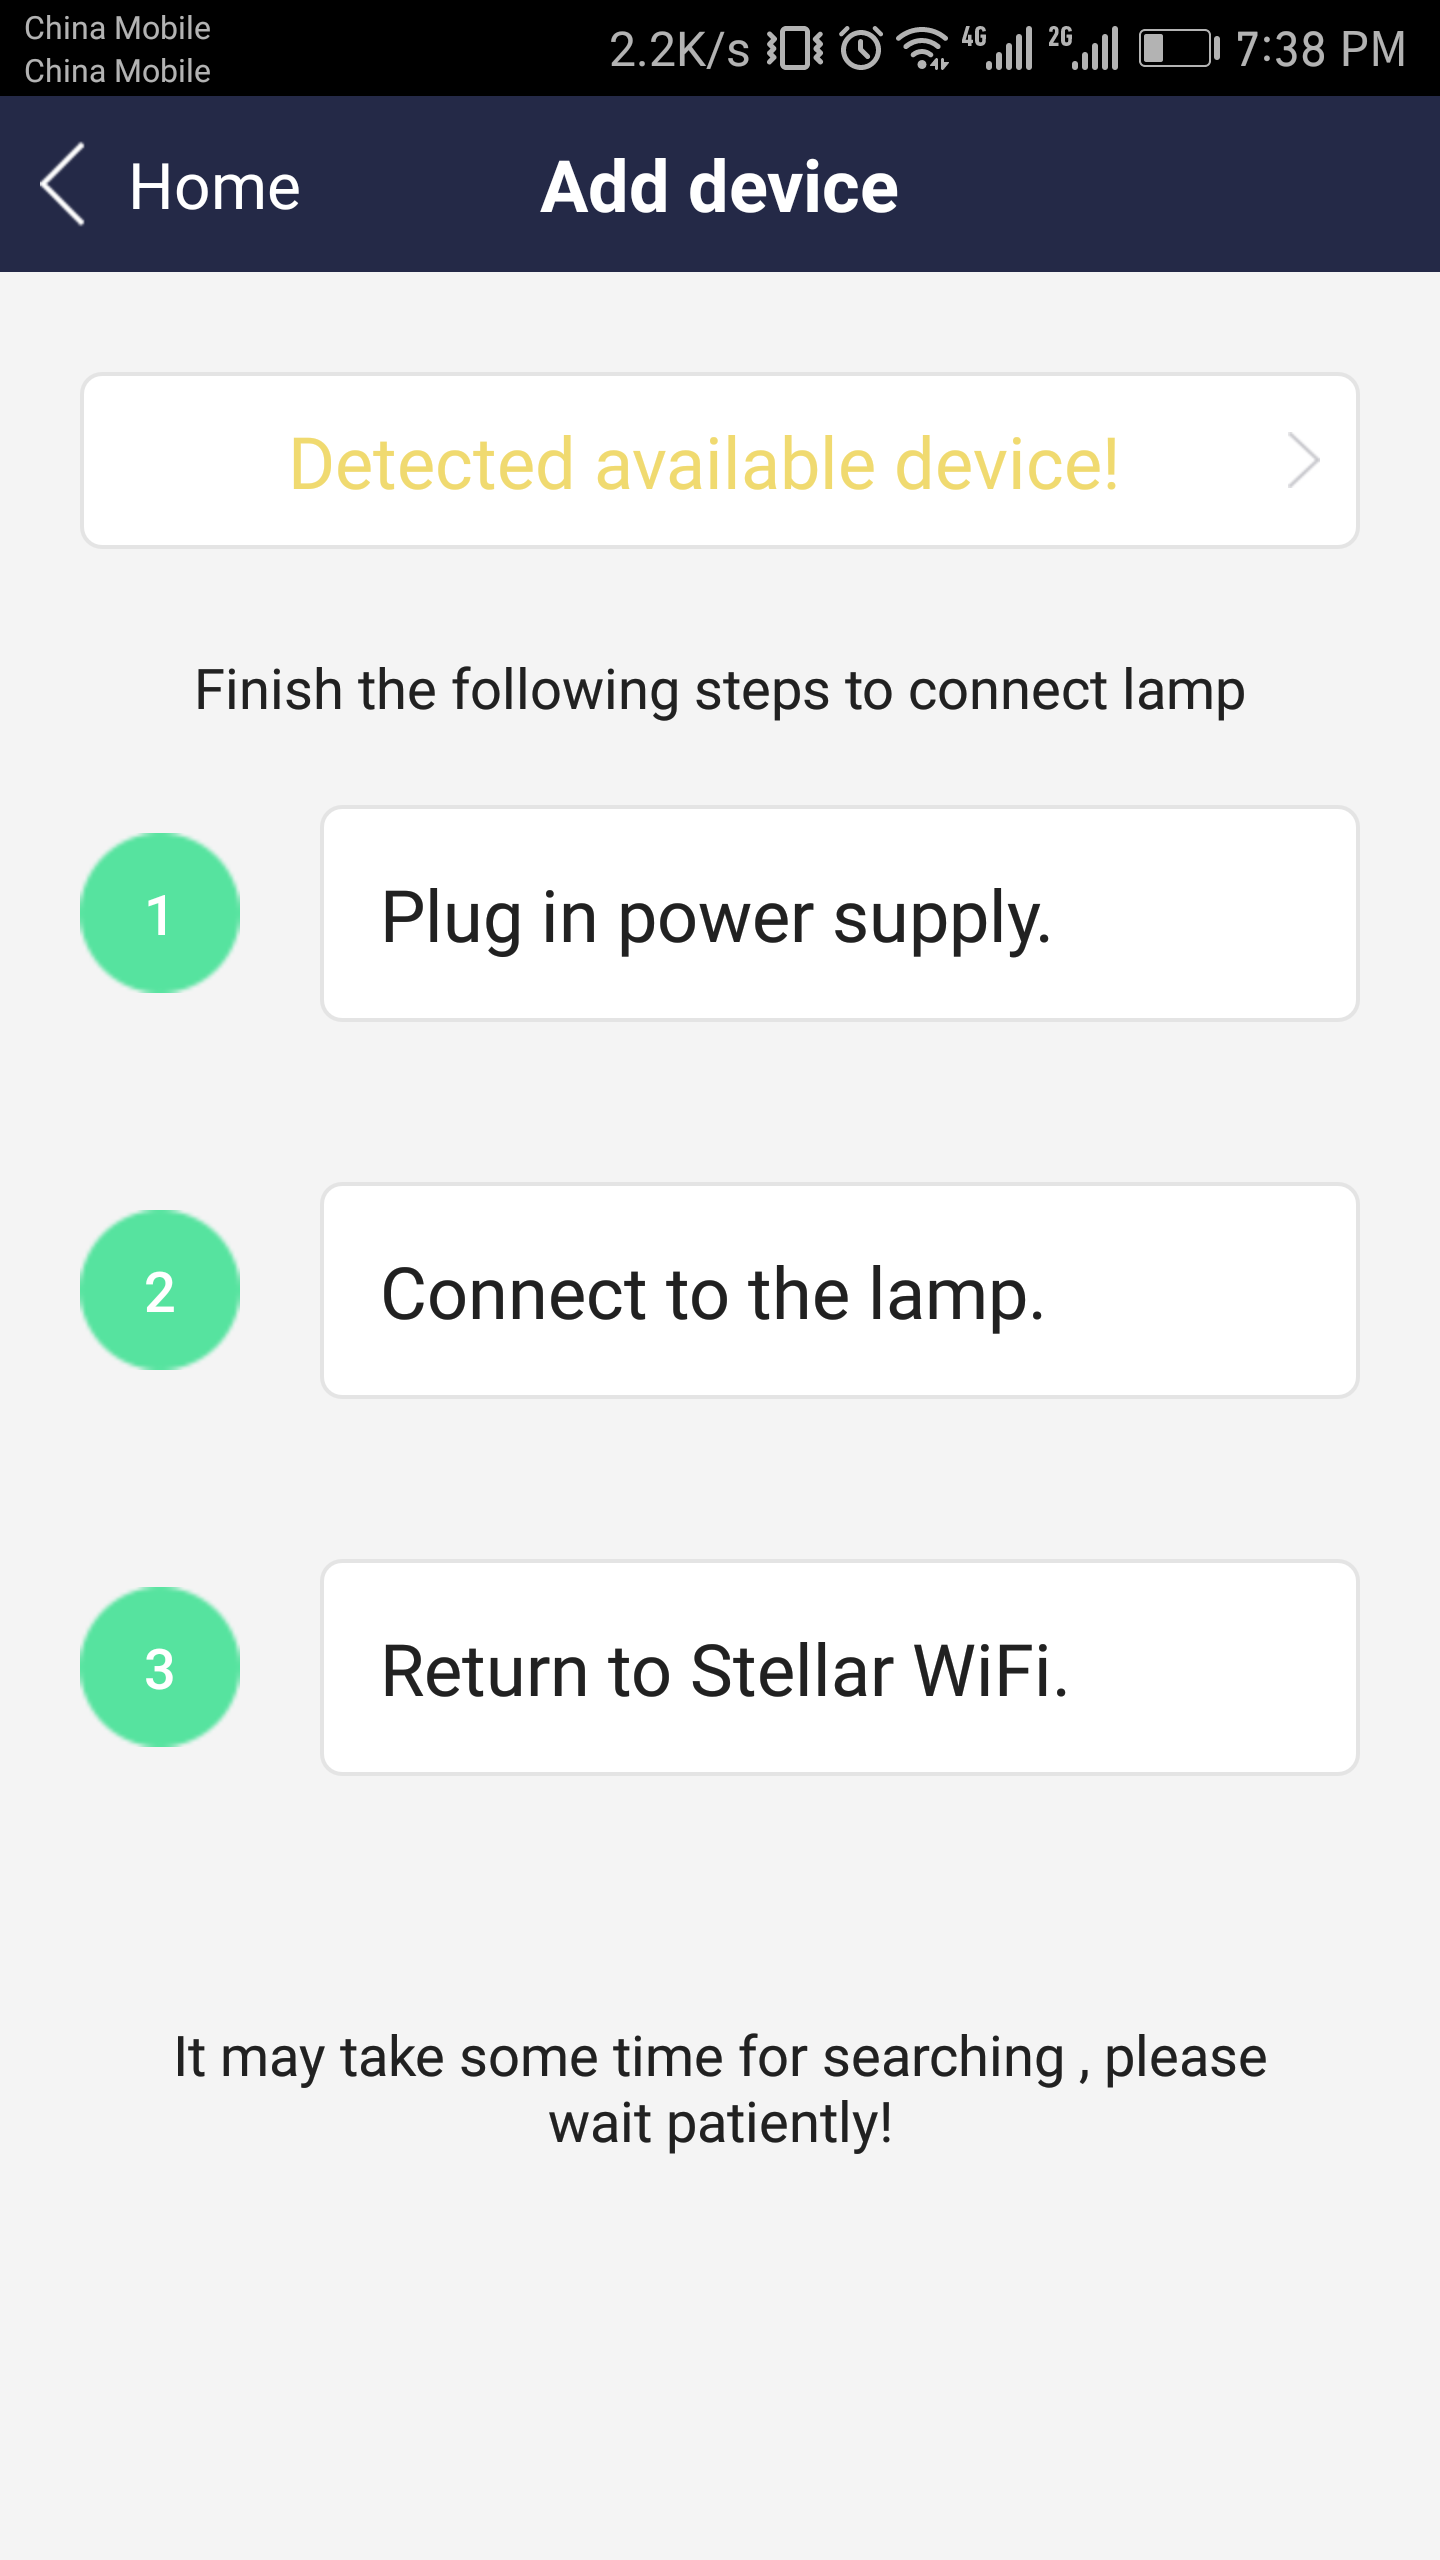 China Mobile
China Mobile
2.2K/s 4G 2G 7:38 PM
Home
Add device
Detected available device!
Finish the following steps to connect lamp
1
Plug in power supply.
2
Connect to the lamp.
3
Return to Stellar WiFi.
It may take some time for searching , please
wait patiently!